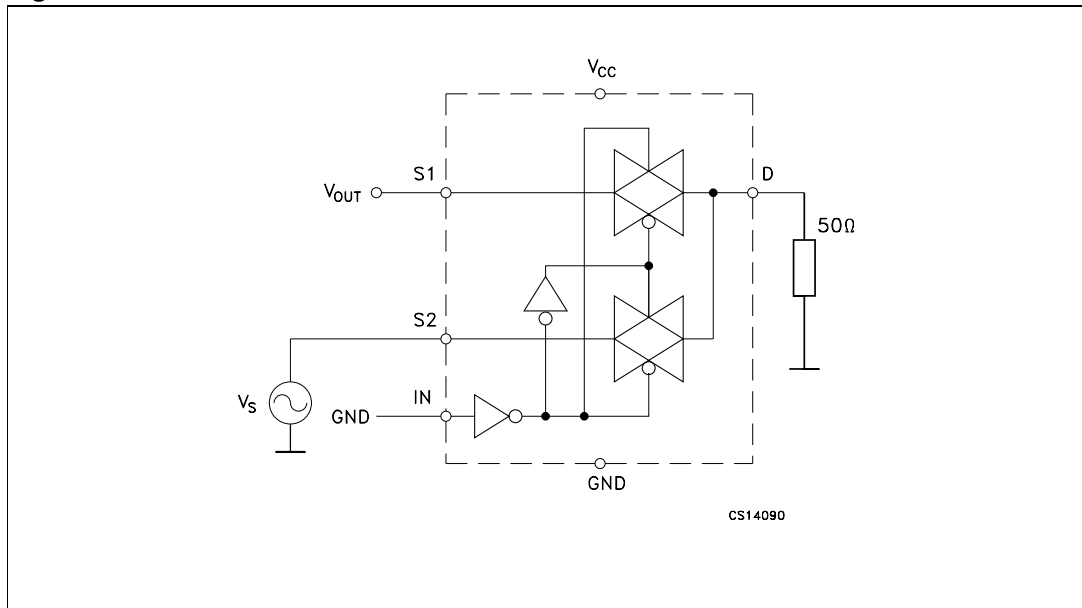 VCC
S1
D
VOUT
50Ω
S2
IN
VS
GND
GND
CS14090